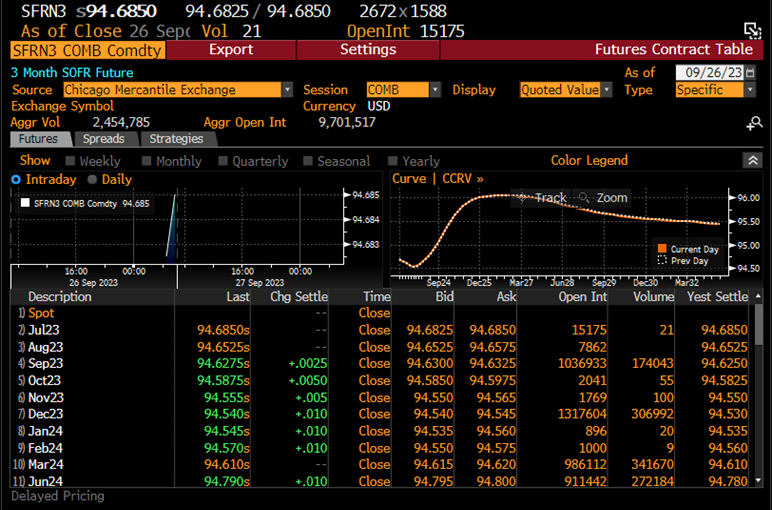 SFRN3 s94.6850 94.6825 / 94.6850 2672x1588
As of Close 26 Sep Vol 21 OpenInt 15175
SFRN3 COMB Comdty Export Settings Futures Contract Table
3 Month SOFR Future As of 09/26/23
Source Chicago Mercantile Exchange Session COMB Display Quoted Value Type Specific
Exchange Symbol Currency USD
Aggr Vol 2,454,785 Aggr Open Int 9,701,517
Futures Spreads Strategies
Show Weekly Monthly Quarterly Seasonal Yearly Color Legend
Intraday Daily Curve | CCRV »
Track Zoom
SFRN3 COMB Comdty 94.685
94.685
94.684
94.683
96.00
95.50
95.00
94.50
Current Day
Prev Day
16:00 00:00 16:00 00:00
26 Sep 2023 27 Sep 2023
Sep24 Dec25 Mar27 Jun28 Sep29 Dec30 Mar32
Description Last Chg Settle Time Bid Ask Open Int Volume Yest Settle
1) Spot -- Close
2) Jul23 94.6850s -- Close 94.6825 94.6850 15175 21 94.6850
3) Aug23 94.6525s -- Close 94.6525 94.6575 7862 94.6525
4) Sep23 94.6275s +.0025 Close 94.6300 94.6325 1036933 174043 94.6250
5) Oct23 94.5875s +.0050 Close 94.5850 94.5975 2041 55 94.5825
6) Nov23 94.555s +.005 Close 94.550 94.565 1769 100 94.550
7) Dec23 94.540s +.010 Close 94.540 94.545 1317604 306992 94.530
8) Jan24 94.545s +.010 Close 94.535 94.560 896 20 94.535
9) Feb24 94.570s +.010 Close 94.550 94.575 1000 9 94.560
10) Mar24 94.610s -- Close 94.615 94.620 986112 341670 94.610
11) Jun24 94.790s +.010 Close 94.795 94.800 911442 272184 94.780
Delayed Pricing